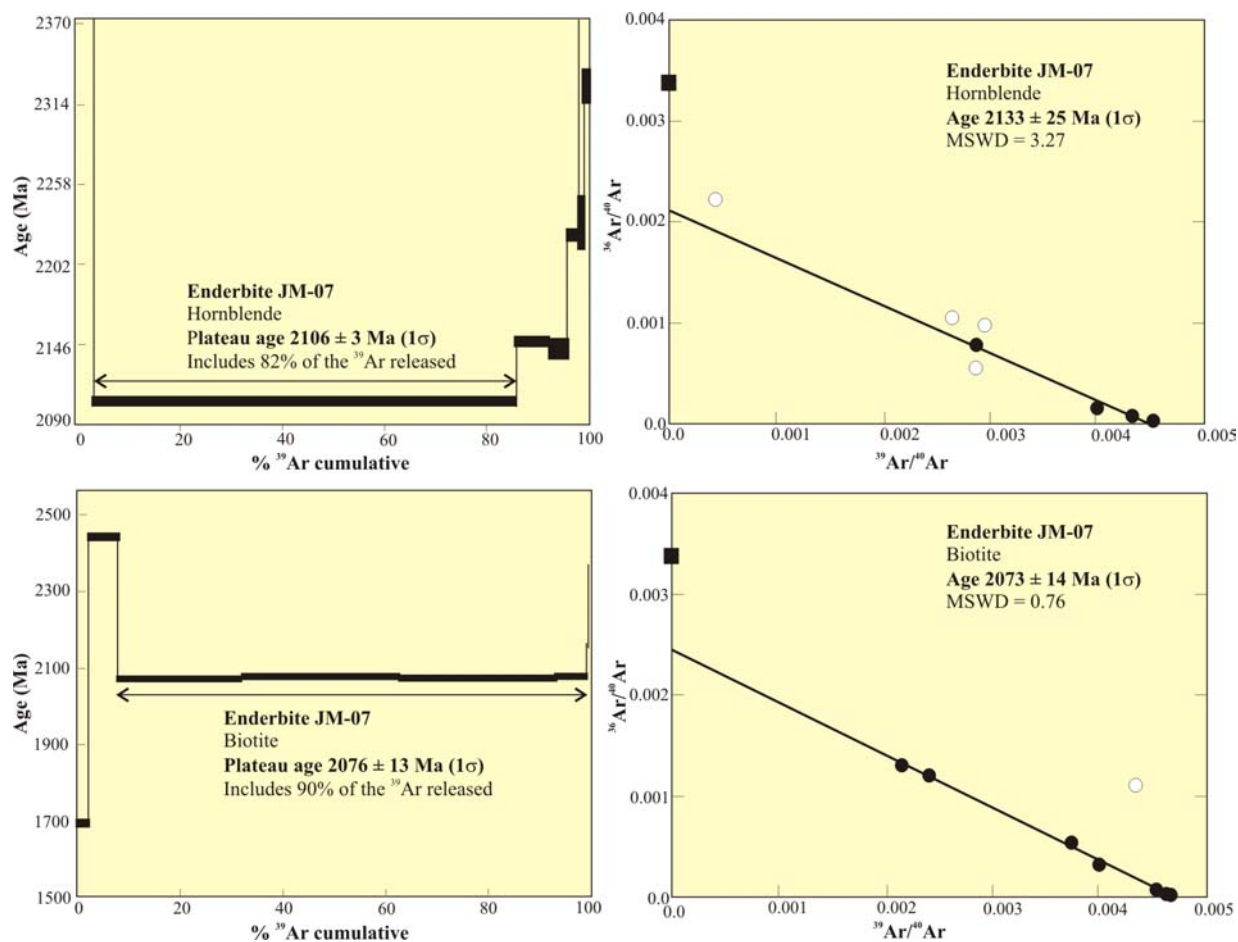 2370
2314
2258
2202
2146
2090
Age (Ma)
0
20
40
60
80
100
% ³⁹Ar cumulative
Enderbite JM-07
Hornblende
Plateau age 2106 ± 3 Ma (1σ)
Includes 82% of the ³⁹Ar released
0.004
0.003
0.002
0.001
0.0
³⁶Ar/⁴⁰Ar
0.0
0.001
0.002
0.003
0.004
0.005
³⁹Ar/⁴⁰Ar
Enderbite JM-07
Hornblende
Age 2133 ± 25 Ma (1σ)
MSWD = 3.27
2500
2300
2100
1900
1700
1500
Age (Ma)
0
20
40
60
80
100
% ³⁹Ar cumulative
Enderbite JM-07
Biotite
Plateau age 2076 ± 13 Ma (1σ)
Includes 90% of the ³⁹Ar released
0.004
0.003
0.002
0.001
0.0
³⁶Ar/⁴⁰Ar
0.0
0.001
0.002
0.003
0.004
0.005
³⁹Ar/⁴⁰Ar
Enderbite JM-07
Biotite
Age 2073 ± 14 Ma (1σ)
MSWD = 0.76